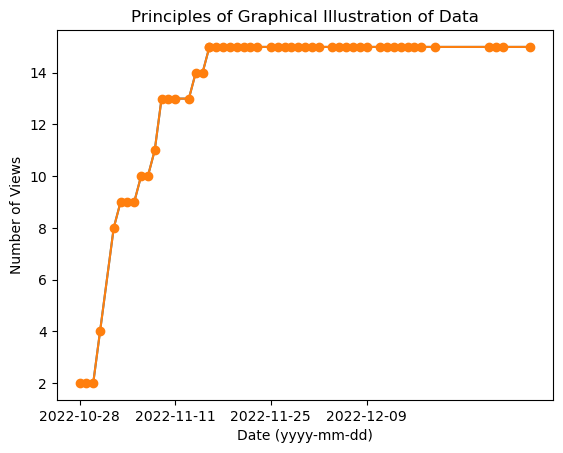 Principles of Graphical Illustration of Data
Number of Views
14
12
10
8
6
4
2
2022-10-28 2022-11-11 2022-11-25 2022-12-09
Date (yyyy-mm-dd)